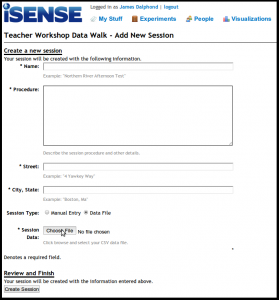 iSENSE
Logged in as James Dalphond | logout
My Stuff Experiments People Visualizations
Teacher Workshop Data Walk - Add New Session
Create a new session
Your session will be created with the following information.
* Name:
Example: "Northern River Afternoon Two"
* Procedure:
Describe the session procedure and other details.
* Street:
Example: "4 Yawkey Way"
* City, State:
Example: "Boston, Ma"
Session Type: Manual Entry Data File
* Session Data: Choose File No file chosen
Click browse and select your CSV data file.
*
Denotes a required field.
Review and Finish
Your session will be created with the information entered above.
Create Session